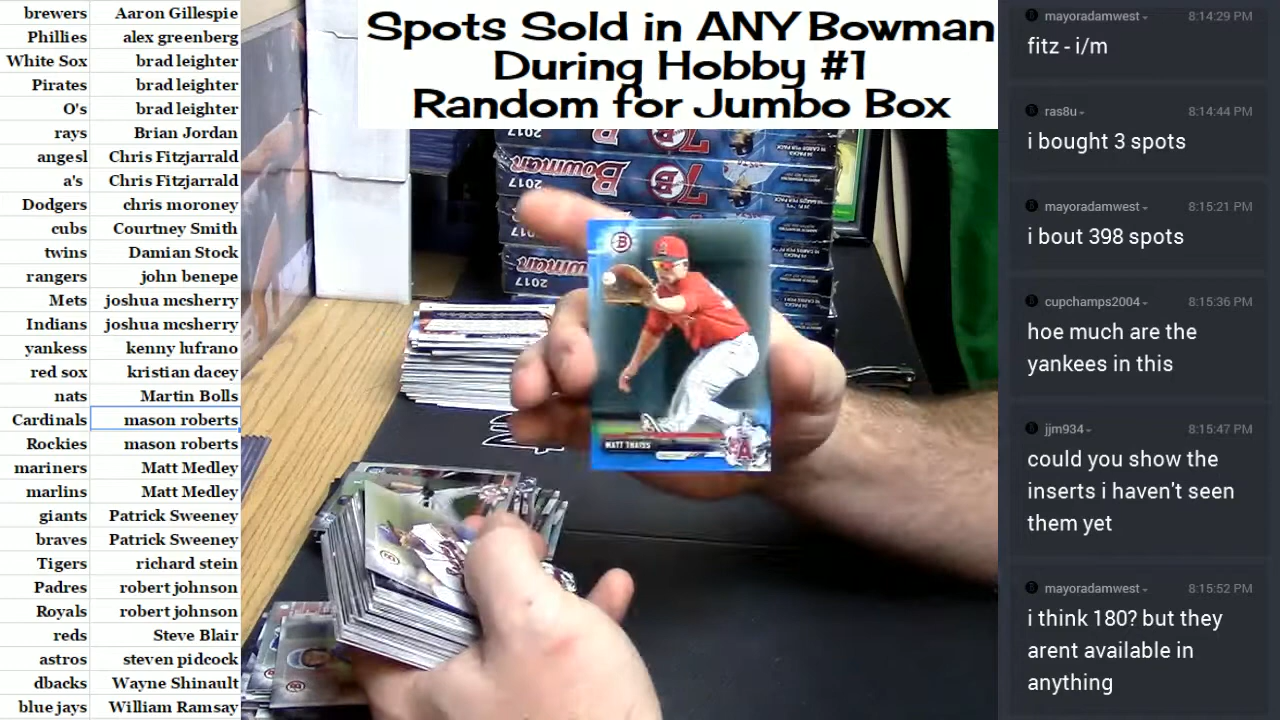 brewers Aaron Gillespie
Phillies alex greenberg
White Sox brad leighter
Pirates brad leighter
O's brad leighter
rays Brian Jordan
angesl Chris Fitzjarrald
a's Chris Fitzjarrald
Dodgers chris moroney
cubs Courtney Smith
twins Damian Stock
rangers john benepe
Mets joshua mcsherry
Indians joshua mcsherry
yankess kenny lufrano
red sox kristian dacey
nats Martin Bolls
Cardinals mason roberts
Rockies mason roberts
mariners Matt Medley
marlins Matt Medley
giants Patrick Sweeney
braves Patrick Sweeney
Tigers richard stein
Padres robert johnson
Royals robert johnson
reds Steve Blair
astros steven pidcock
dbacks Wayne Shinault
blue jays William Ramsay
Spots Sold in ANY Bowman
During Hobby #1
Random for Jumbo Box
2017 Bowman
2017
2017 Bowman
B
MATT THAISS
A
mayoradamwest 8:14:29 PM
fitz - i/m
ras8u 8:14:44 PM
i bought 3 spots
mayoradamwest 8:15:21 PM
i bout 398 spots
cupchamps2004 8:15:36 PM
hoe much are the
yankees in this
jjm934 8:15:47 PM
could you show the
inserts i haven't seen
them yet
mayoradamwest 8:15:52 PM
i think 180? but they
arent available in
anything